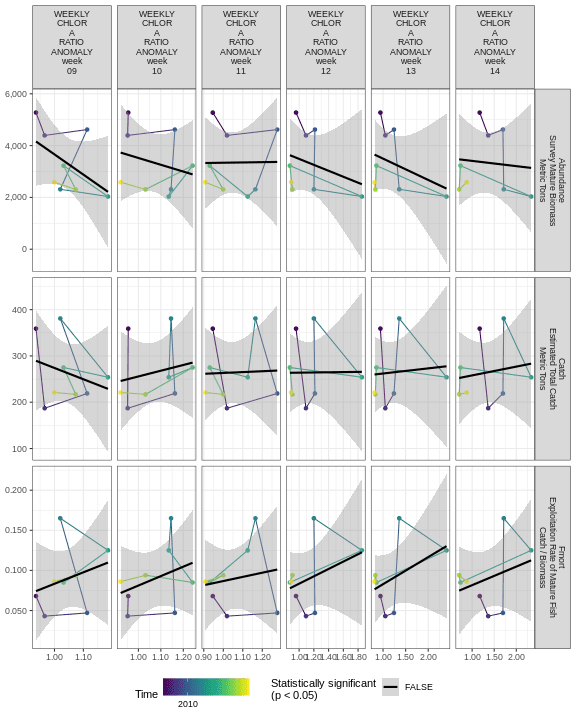 WEEKLY
CHLOR
A
RATIO
ANOMALY
week
09
WEEKLY
CHLOR
A
RATIO
ANOMALY
week
10
WEEKLY
CHLOR
A
RATIO
ANOMALY
week
11
WEEKLY
CHLOR
A
RATIO
ANOMALY
week
12
WEEKLY
CHLOR
A
RATIO
ANOMALY
week
13
WEEKLY
CHLOR
A
RATIO
ANOMALY
week
14
6,000
4,000
2,000
0
Abundance
Survey Mature Biomass
Metric Tons
400
300
200
100
Catch
Estimated Total Catch
Metric Tons
0.200
0.150
0.100
0.050
Fmort
Exploitation Rate of Mature Fish
Catch / Biomass
1.00 1.10
1.00 1.10 1.20
0.90 1.00 1.10 1.20
1.00 1.20 1.40 1.60 1.80
1.00 1.50 2.00
1.00 1.50 2.00
Time
2010
Statistically significant
(p < 0.05)
FALSE